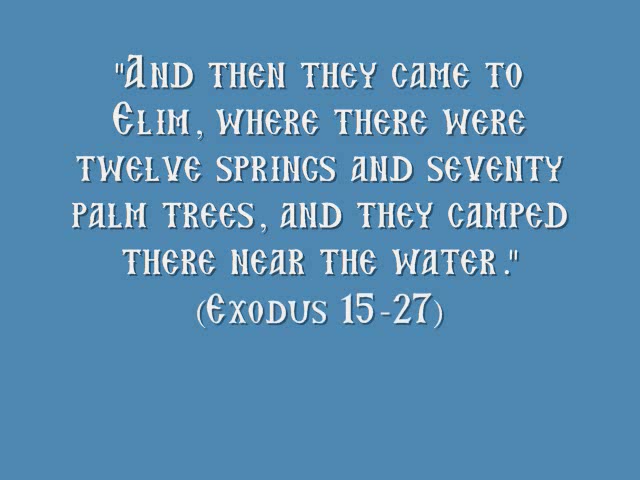 "And then they came to
Elim, where there were
twelve springs and seventy
palm trees, and they camped
there near the water."
(Exodus 15-27)